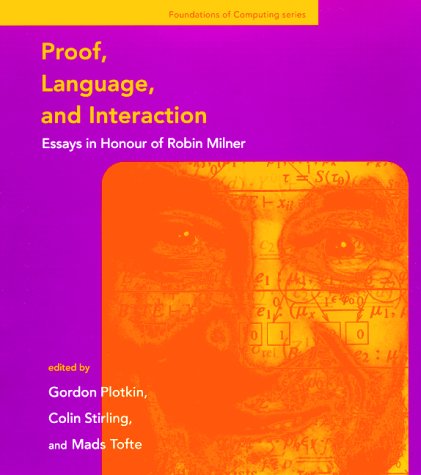 Foundations of Computing series
Proof,
Language,
and Interaction
Essays in Honour of Robin Milner
τ = S(τ₀)
edited by
Gordon Plotkin,
Colin Stirling,
and Mads Tofte